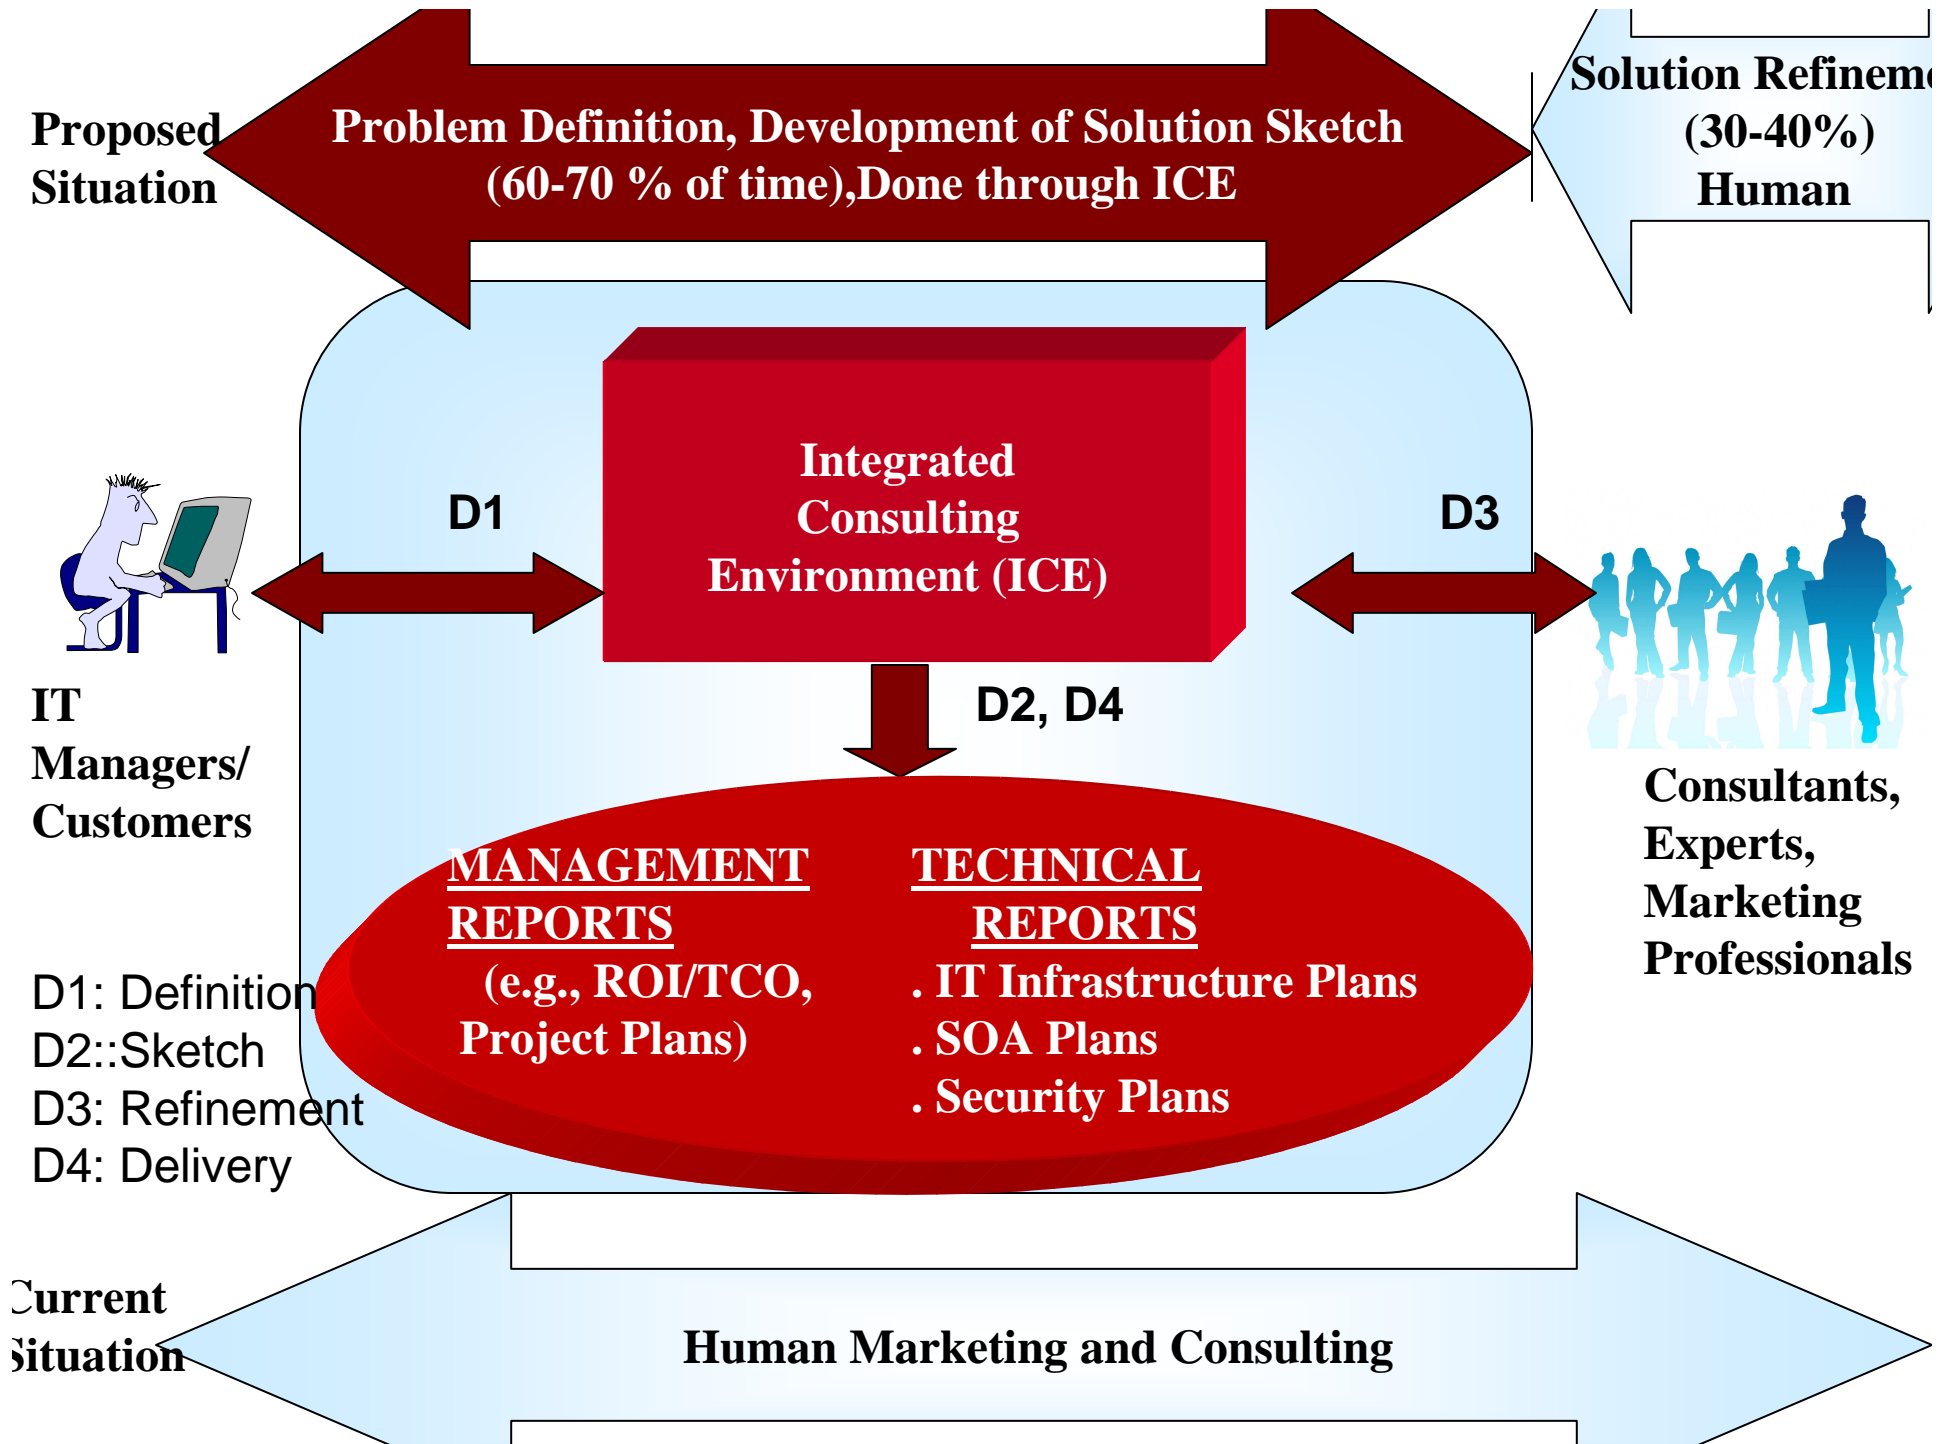 Proposed
Situation
Problem Definition, Development of Solution Sketch
(60-70 % of time),Done through ICE
Solution
(30-40%)
Human
Integrated
Consulting
Environment (ICE)
D1
D3
D2, D4
IT
Managers/
Customers
Consultants,
Experts,
Marketing
Professionals
MANAGEMENT
REPORTS
(e.g., ROI/TCO,
Project Plans)
TECHNICAL
REPORTS
. IT Infrastructure Plans
. SOA Plans
. Security Plans
D1: Definition
D2::Sketch
D3: Refinement
D4: Delivery
Current
Situation
Human Marketing and Consulting